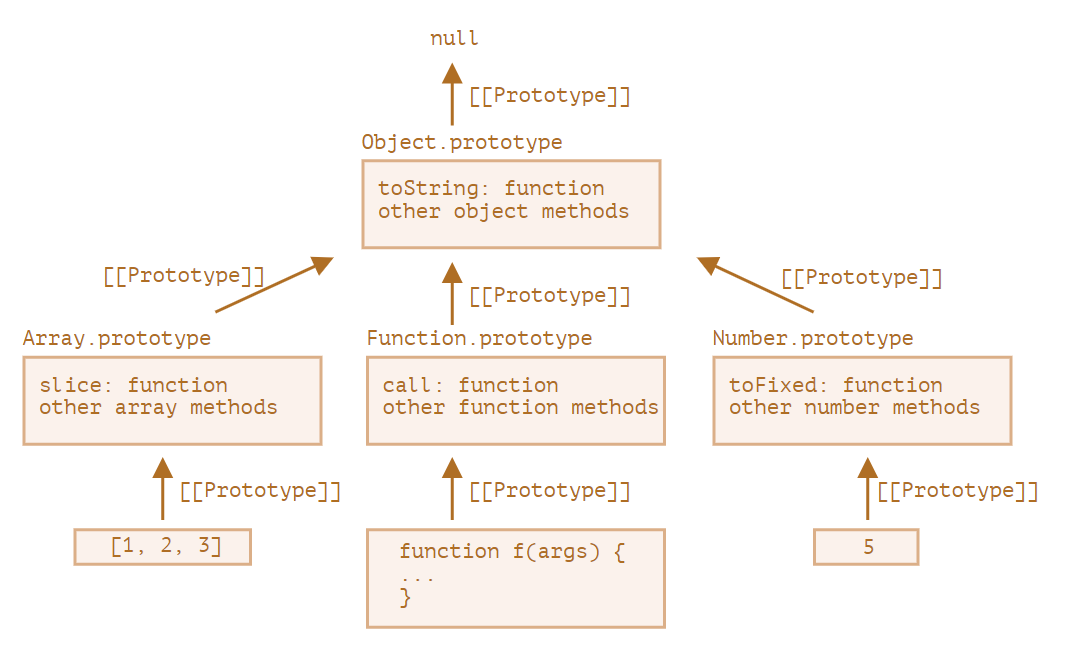 null
[[Prototype]]
Object.prototype
toString: function
other object methods
[[Prototype]]
[[Prototype]]
[[Prototype]]
Array.prototype
slice: function
other array methods
Function.prototype
call: function
other function methods
Number.prototype
toFixed: function
other number methods
[[Prototype]]
[[Prototype]]
[[Prototype]]
[1, 2, 3]
function f(args) {
...
}
5